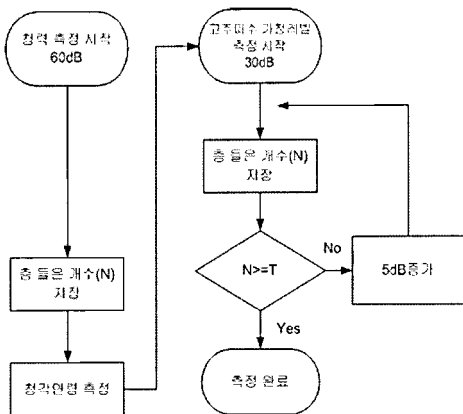 청력 측정 시작
60dB
고주파수 가청레벨
측정 시작
30dB
총 들은 개수(N)
저장
총 들은 개수(N)
저장
N>=T
No
5dB증가
Yes
청각연령 측정
측정 완료